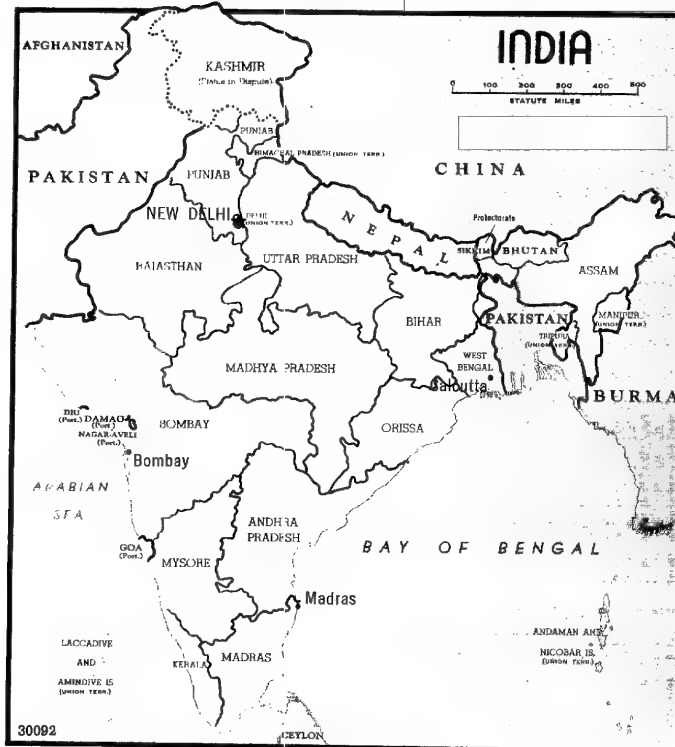 INDIA
0 100 200 300 400 500
STATUTE MILES
AFGHANISTAN
KASHMIR
(Status in Dispute)
PUNJAB
HIMACHAL PRADESH (UNION TERR.)
CHINA
PAKISTAN
PUNJAB
NEW DELHI
DELHI
(UNION TERR.)
NEPAL
Protectorate
SIKKIM
BHUTAN
RAJASTHAN
UTTAR PRADESH
ASSAM
BIHAR
PAKISTAN
MANIPUR
(UNION TERR.)
TRIPURA
(UNION TERR.)
WEST
BENGAL
MADHYA PRADESH
Calcutta
BURMA
DIU
(Port.)
DAMAO
(Port.)
NAGAR-AVELI
(Port.)
BOMBAY
ORISSA
Bombay
ARABIAN
SEA
ANDHRA
PRADESH
BAY OF BENGAL
GOA
(Port.)
MYSORE
Madras
ANDAMAN AND
NICOBAR IS.
(UNION TERR.)
LACCADIVE
AND
AMINDIVE IS
(UNION TERR.)
KERALA
MADRAS
30092
CEYLON